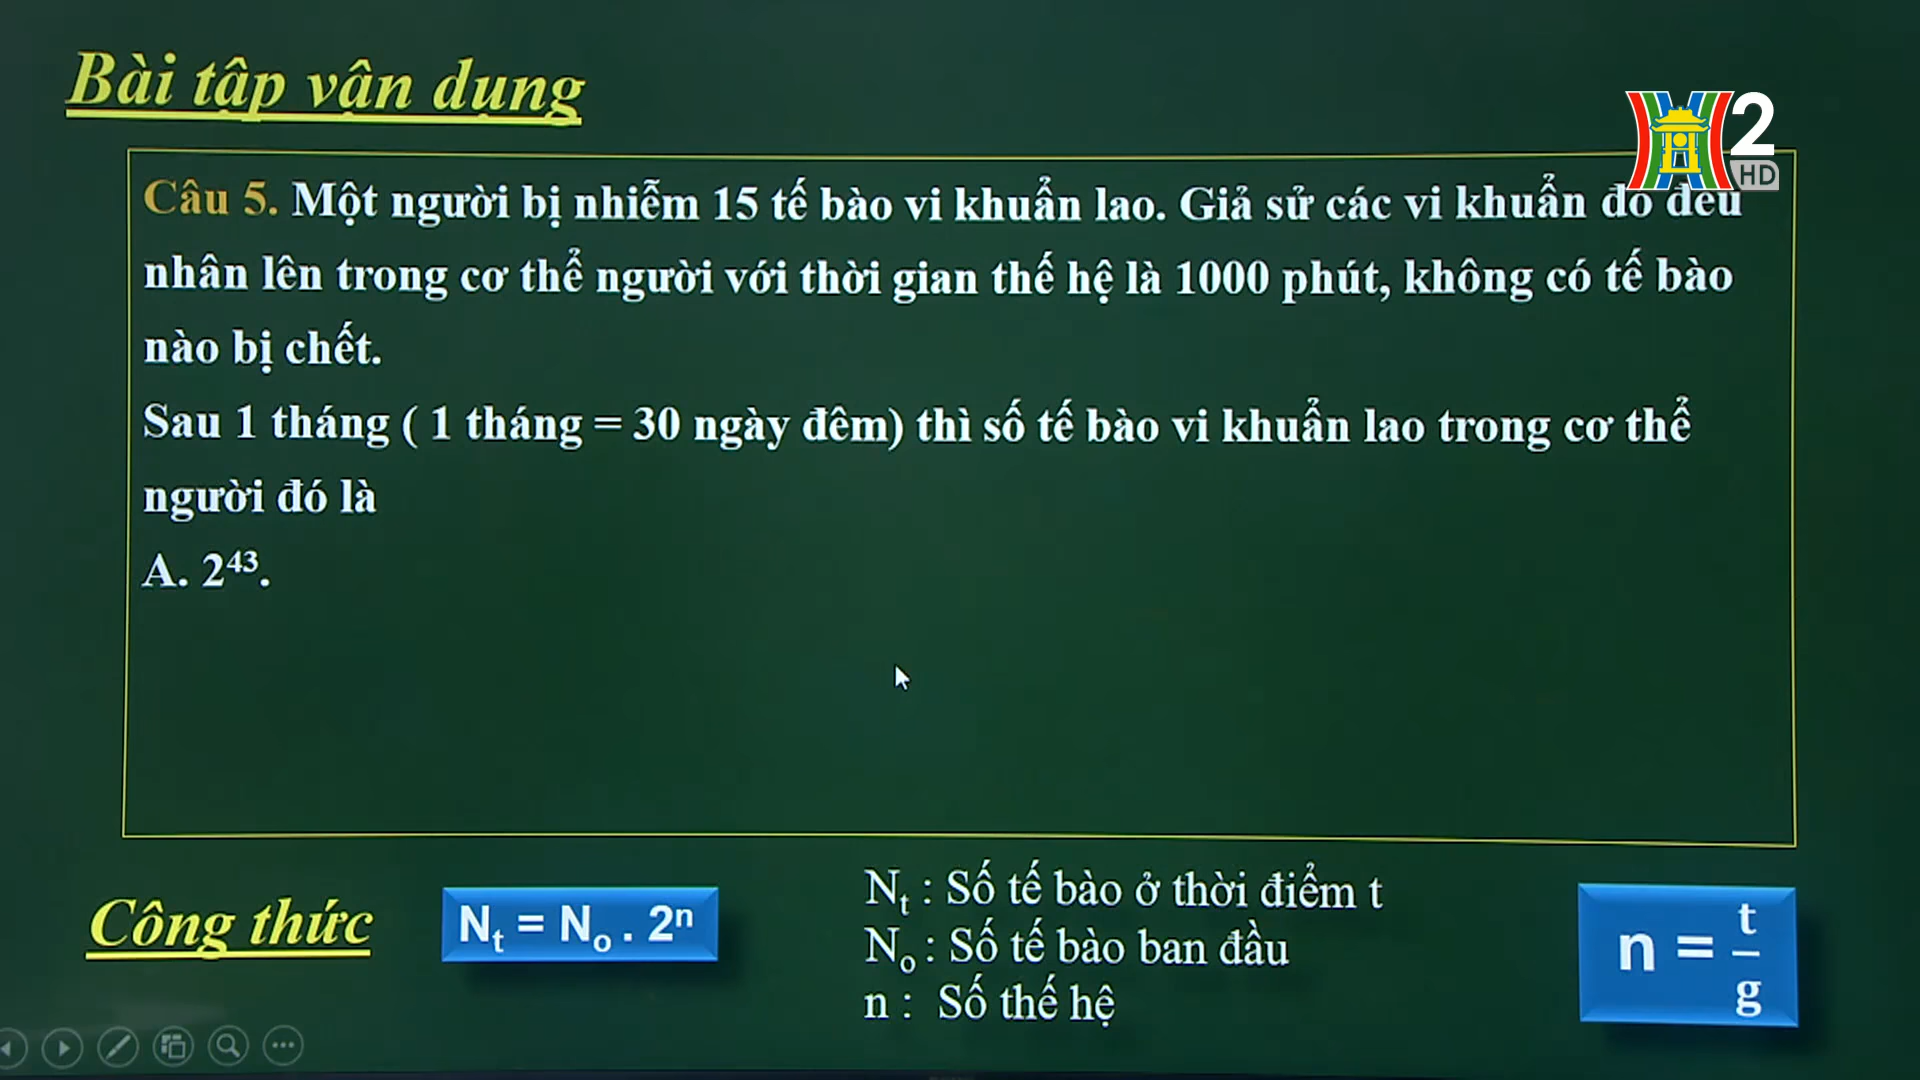 Bài tập vận dụng
2
HD
Câu 5. Một người bị nhiễm 15 tế bào vi khuẩn lao. Giả sử các vi khuẩn đó đều
nhân lên trong cơ thể người với thời gian thế hệ là 1000 phút, không có tế bào
nào bị chết.
Sau 1 tháng ( 1 tháng = 30 ngày đêm) thì số tế bào vi khuẩn lao trong cơ thể
người đó là
A. 2⁴³.
Công thức
Nₜ = Nₒ . 2ⁿ
Nₜ : Số tế bào ở thời điểm t
Nₒ : Số tế bào ban đầu
n : Số thế hệ
n = t/g